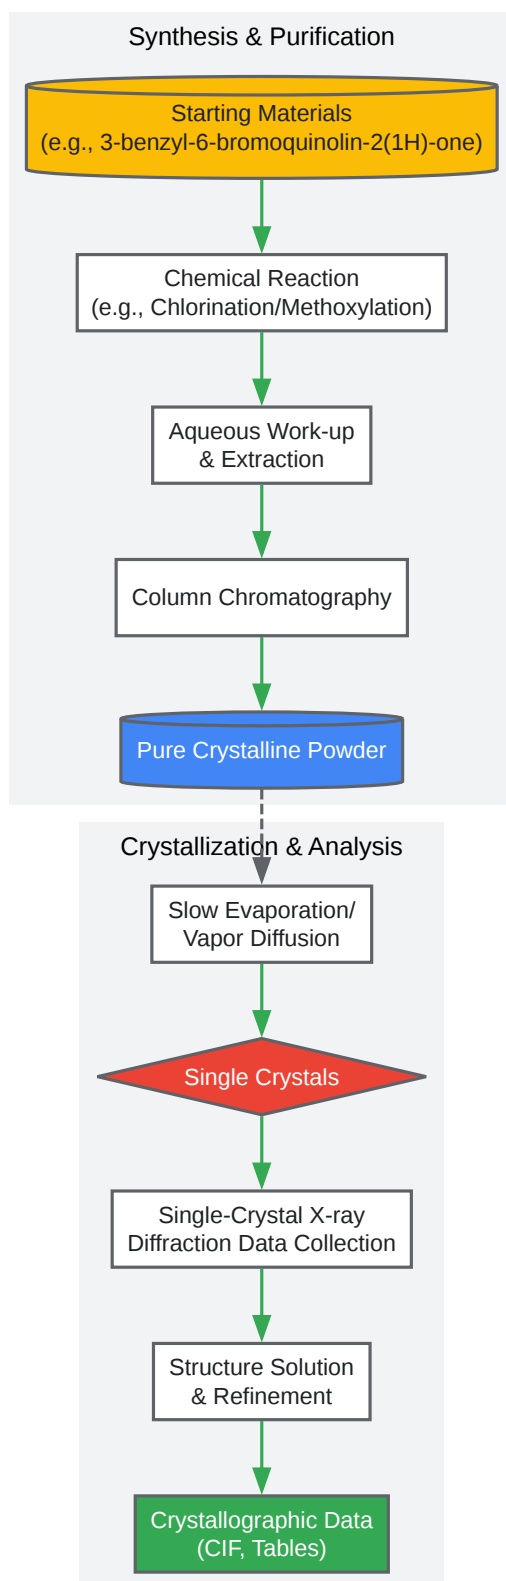 Synthesis & Purification
Starting Materials
(e.g., 3-benzyl-6-bromoquinolin-2(1H)-one)
Chemical Reaction
(e.g., Chlorination/Methoxylation)
Aqueous Work-up
& Extraction
Column Chromatography
Pure Crystalline Powder
Crystallization & Analysis
Slow Evaporation/
Vapor Diffusion
Single Crystals
Single-Crystal X-ray
Diffraction Data Collection
Structure Solution
& Refinement
Crystallographic Data
(CIF, Tables)